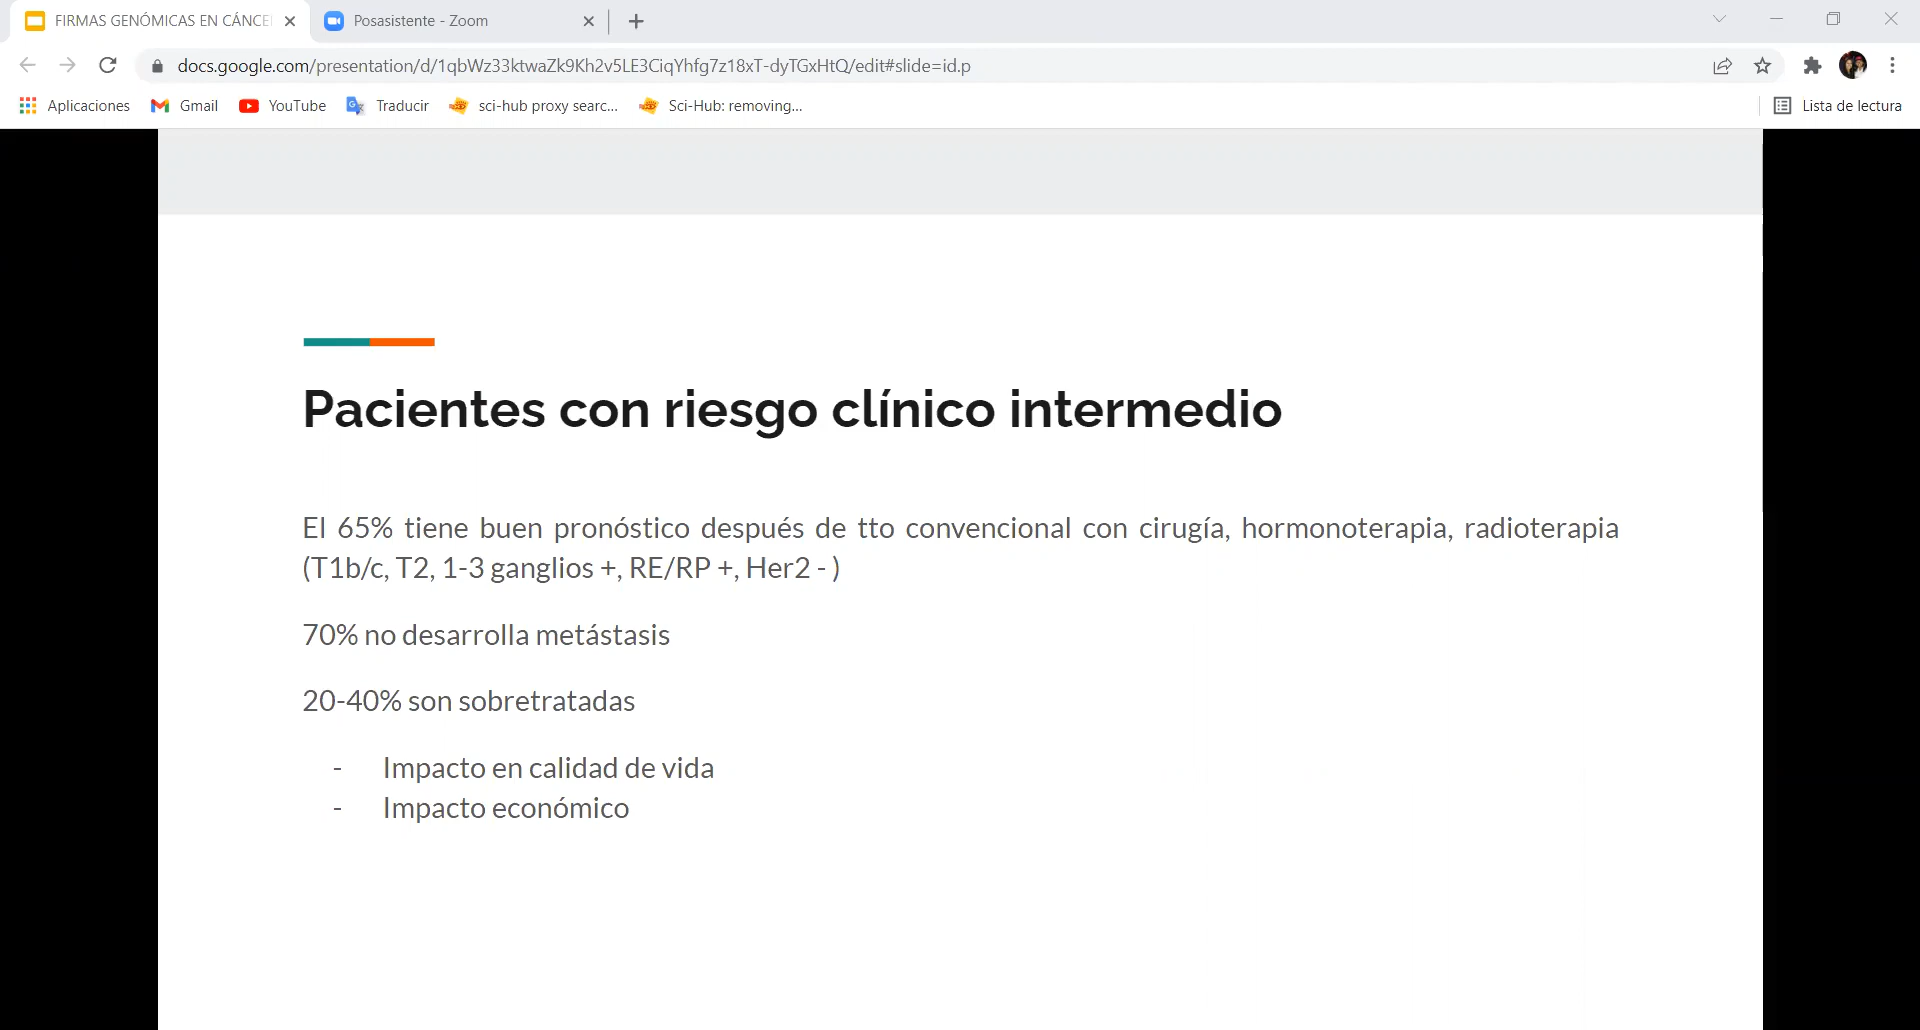 FIRMAS GENÓMICAS EN CÁNCE
Posasistente - Zoom
docs.google.com/presentation/d/1qbWz33ktwaZk9Kh2v5LE3CiqYhfg7z18xT-dyTGxHtQ/edit#slide=id.p
Aplicaciones Gmail YouTube Traducir sci-hub proxy searc... Sci-Hub: removing... Lista de lectura
Pacientes con riesgo clínico intermedio
El 65% tiene buen pronóstico después de tto convencional con cirugía, hormonoterapia, radioterapia
(T1b/c, T2, 1-3 ganglios +, RE/RP +, Her2 - )
70% no desarrolla metástasis
20-40% son sobretratadas
- Impacto en calidad de vida
- Impacto económico